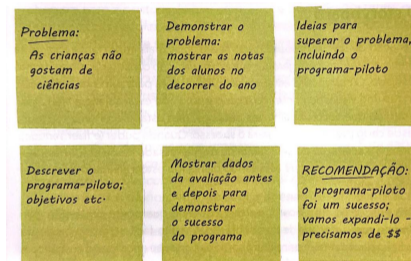 Problema:
As crianças não
gostam de
ciências
Demonstrar o
problema:
mostrar as notas
dos alunos no
decorrer do ano
Ideias para
superar o problema,
incluindo o
programa-piloto
Descrever o
programa-piloto;
objetivos etc.
Mostrar dados
da avaliação antes
e depois para
demonstrar
o sucesso
do programa
RECOMENDAÇÃO:
o programa-piloto
foi um sucesso;
vamos expandi-lo -
precisamos de $$